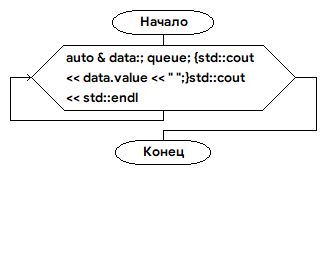 Начало
auto & data:; queue; {std::cout
<< data.value << " ";}std::cout
<< std::endl
Конец